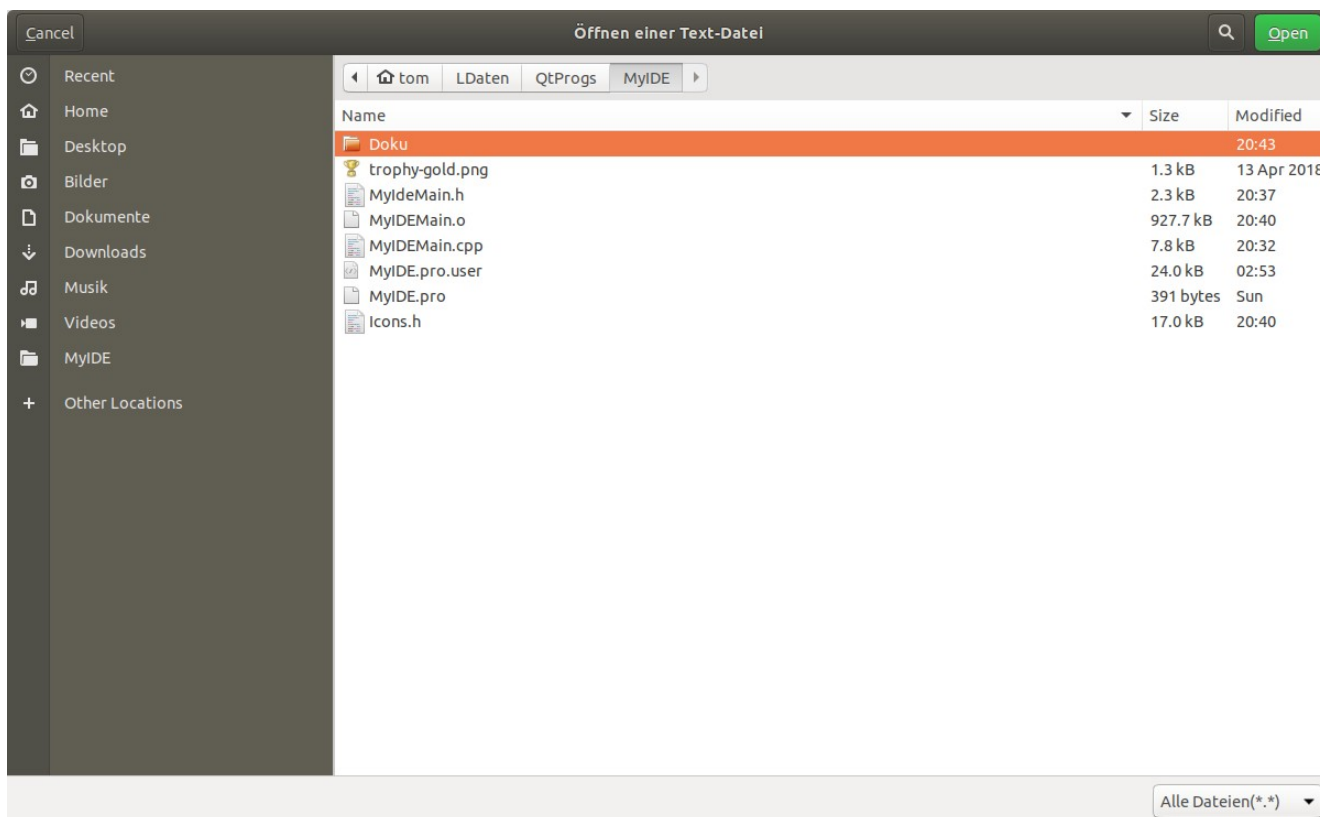 Cancel Öffnen einer Text-Datei Open
Recent
Home
Desktop
Bilder
Dokumente
Downloads
Musik
Videos
MyIDE
Other Locations
tom LDaten QtProgs MyIDE
Name Size Modified
Doku 20:43
trophy-gold.png 1.3 kB 13 Apr 2018
MyIdeMain.h 2.3 kB 20:37
MyIDEMain.o 927.7 kB 20:40
MyIDEMain.cpp 7.8 kB 20:32
MyIDE.pro.user 24.0 kB 02:53
MyIDE.pro 391 bytes Sun
Icons.h 17.0 kB 20:40
Alle Dateien(*.*)